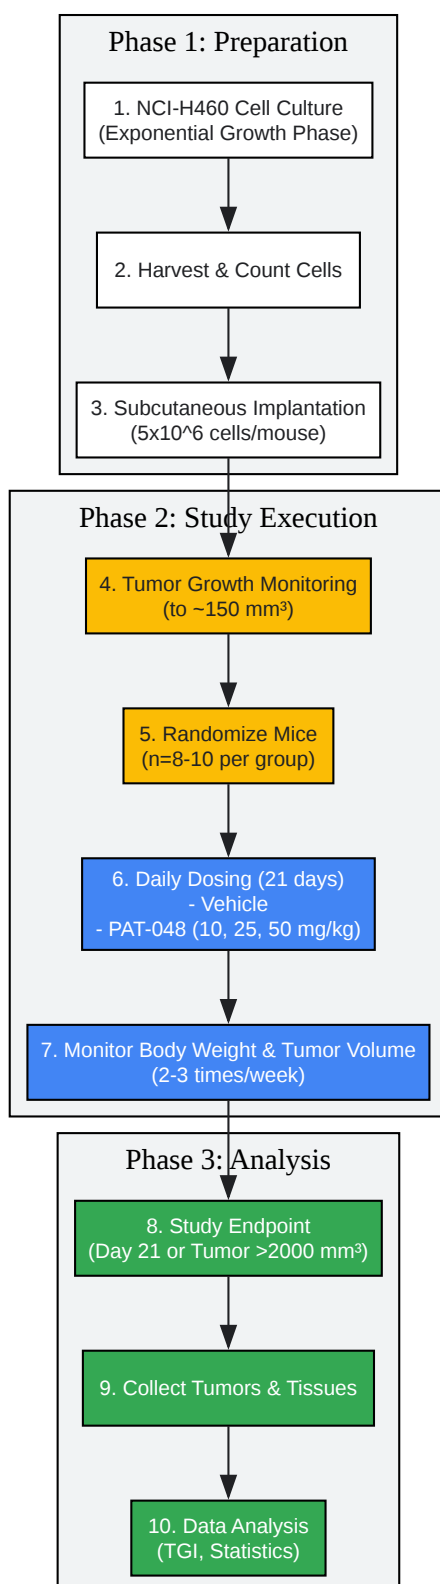 Phase 1: Preparation
1. NCI-H460 Cell Culture
(Exponential Growth Phase)
2. Harvest & Count Cells
3. Subcutaneous Implantation
(5x10^6 cells/mouse)
Phase 2: Study Execution
4. Tumor Growth Monitoring
(to ~150 mm³)
5. Randomize Mice
(n=8-10 per group)
6. Daily Dosing (21 days)
- Vehicle
- PAT-048 (10, 25, 50 mg/kg)
7. Monitor Body Weight & Tumor Volume
(2-3 times/week)
Phase 3: Analysis
8. Study Endpoint
(Day 21 or Tumor >2000 mm³)
9. Collect Tumors & Tissues
10. Data Analysis
(TGI, Statistics)